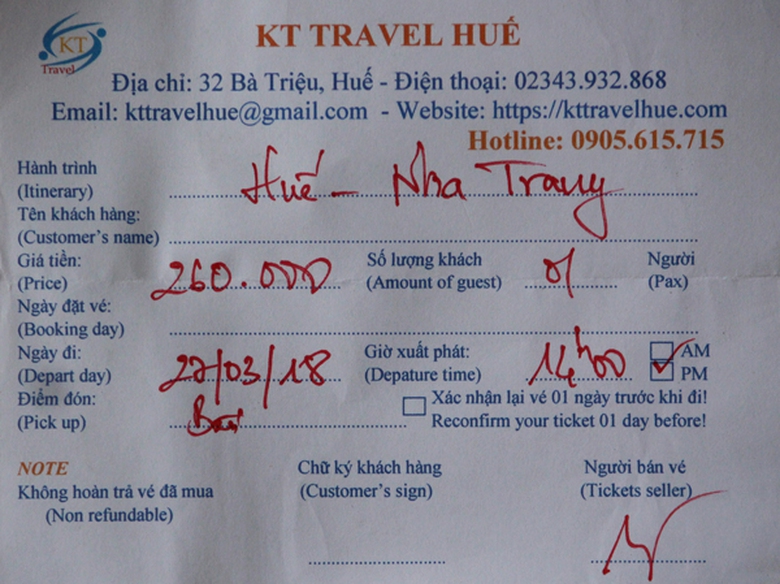 KT
Travel
KT TRAVEL HUẾ
Địa chỉ: 32 Bà Triệu, Huế - Điện thoại: 02343.932.868
Email: kttravelhue@gmail.com - Website: https://kttravelhue.com
Hotline: 0905.615.715
Hành trình
(Itinerary) Huế - Nha Trang
Tên khách hàng:
(Customer's name)
Giá tiền: Số lượng khách Người
(Price) 260.000 (Amount of guest) 01 (Pax)
Ngày đặt vé:
(Booking day)
Ngày đi: Giờ xuất phát: AM
(Depart day) 27/03/18 (Depature time) 14h00 PM
Điểm đón: Xác nhận lại vé 01 ngày trước khi đi!
(Pick up) Reconfirm your ticket 01 day before!
NOTE Chữ ký khách hàng Người bán vé
Không hoàn trả vé đã mua (Customer's sign) (Tickets seller)
(Non refundable)